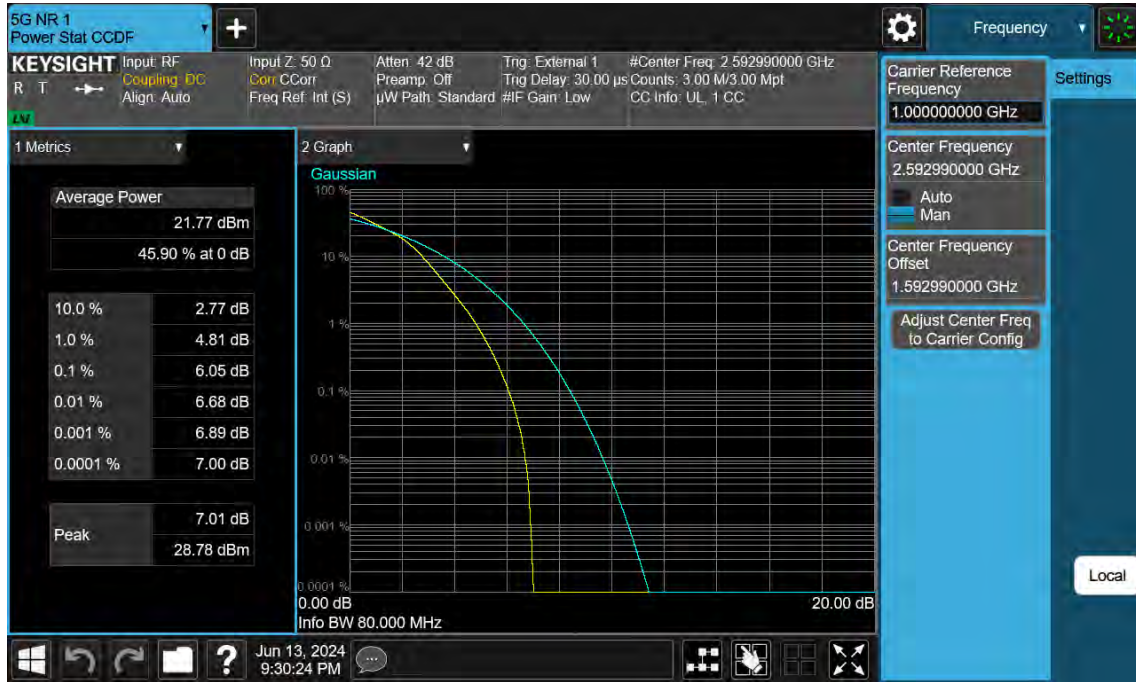 5G NR 1
Power Stat CCDF
Frequency
KEYSIGHT
R T
LXI
Input: RF
Coupling: DC
Align: Auto
Input Z: 50 Ω
Corr CCorr
Freq Ref: Int (S)
Atten: 42 dB
Preamp: Off
µW Path: Standard
Trig: External 1
Trig Delay: 30.00 µs
#IF Gain: Low
#Center Freq: 2.592990000 GHz
Counts: 3.00 M/3.00 Mpt
CC Info: UL, 1 CC
1 Metrics
Average Power
21.77 dBm
45.90 % at 0 dB
10.0 % 2.77 dB
1.0 % 4.81 dB
0.1 % 6.05 dB
0.01 % 6.68 dB
0.001 % 6.89 dB
0.0001 % 7.00 dB
Peak
7.01 dB
28.78 dBm
2 Graph
Gaussian
100 %
10 %
1 %
0.1 %
0.01 %
0.001 %
0.0001 %
0.00 dB 20.00 dB
Info BW 80.000 MHz
Carrier Reference
Frequency
1.000000000 GHz
Center Frequency
2.592990000 GHz
Auto
Man
Center Frequency
Offset
1.592990000 GHz
Adjust Center Freq
to Carrier Config
Settings
Local
?
Jun 13, 2024
9:30:24 PM